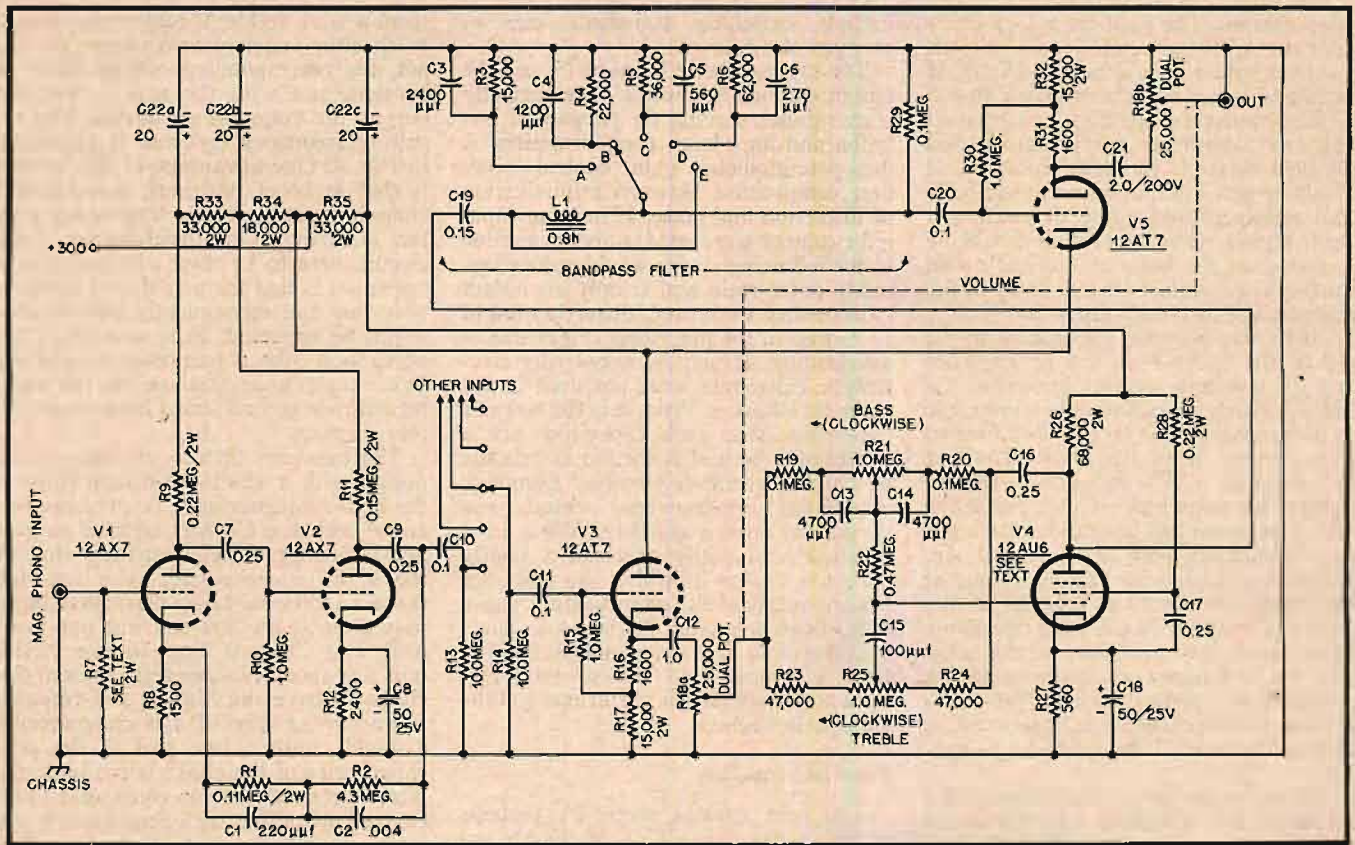 C22a
20
C22b
20
C22c
20
R33
33,000
2W
R34
18,000
2W
R35
33,000
2W
+300
C3
2400
µµf
R3
15,000
C4
1200
µµf
R4
22,000
R5
36,000
C5
560
µµf
R6
62,000
C6
270
µµf
A
B
C
D
E
C19
0.15
L1
0.8h
BANDPASS FILTER
R29
0.1MEG.
R30
1.0MEG.
C20
0.1
R32
15,000
2W
R31
1600
C21
2.0/200V
R18b
25,000
DUAL POT.
OUT
V5
12AT7
VOLUME
R9
0.22MEG/2W
R11
0.15MEG/2W
OTHER INPUTS
V1
12AX7
C7
0.25
V2
12AX7
C9
0.25
C10
0.1
MAG. PHONO INPUT
R7
SEE TEXT
2W
R8
1500
R10
1.0MEG.
R12
2400
C8
50
25V
R13
10.0MEG.
R14
10.0MEG.
C11
0.1
V3
12AT7
R15
1.0MEG.
R16
1600
C12
1.0
R17
15,000
2W
R18a
25,000
DUAL POT.
BASS
(CLOCKWISE)
R19
0.1MEG.
R21
1.0MEG.
R20
0.1MEG.
C13
4700
µµf
C14
4700
µµf
R22
0.47MEG.
C15
100µµf
R23
47,000
R25
1.0MEG.
R24
47,000
(CLOCKWISE)
TREBLE
C16
0.25
R26
68,000
2W
R28
0.22MEG.
2W
V4
12AU6
SEE
TEXT
C17
0.25
R27
560
C18
50/25V
CHASSIS
R1
0.11MEG./2W
R2
4.3MEG.
C1
220µµf
C2
.004